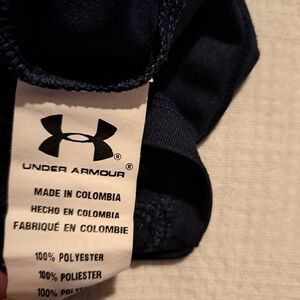 ®
UNDER ARMOUR®
MADE IN COLOMBIA
HECHO EN COLOMBIA
FABRIQUÉ EN COLOMBIE
100% POLYESTER
100% POLIESTER
100%